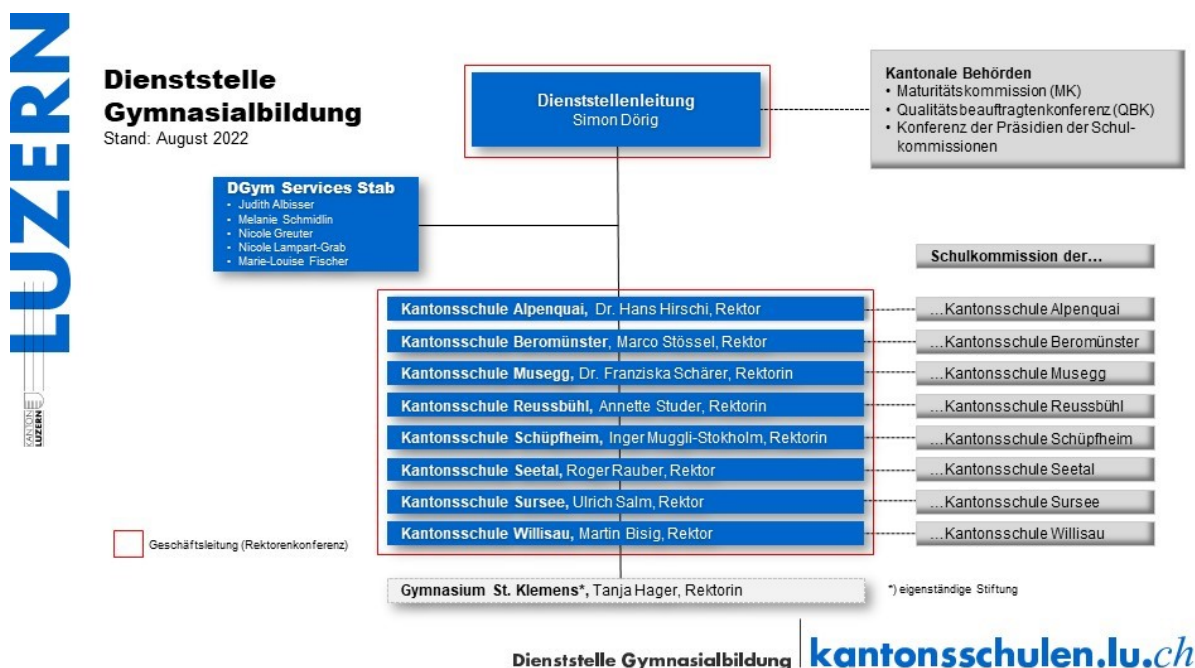 LUZERN
Dienststelle
Gymnasialbildung
Stand: August 2022
Dienststellenleitung
Simon Dörig
Kantonale Behörden
• Maturitätskommission (MK)
• Qualitätsbeauftragtenkonferenz (QBK)
• Konferenz der Präsidien der Schul-
kommissionen
DGym Services Stab
- Judith Albisser
- Melanie Schmidlin
- Nicole Greuter
- Nicole Lampart-Grab
- Marie-Louise Fischer
Schulkommission der...
Kantonsschule Alpenquai, Dr. Hans Hirschi, Rektor
...Kantonsschule Alpenquai
Kantonsschule Beromünster, Marco Stössel, Rektor
...Kantonsschule Beromünster
Kantonsschule Musegg, Dr. Franziska Schärer, Rektorin
...Kantonsschule Musegg
Kantonsschule Reussbühl, Annette Studer, Rektorin
...Kantonsschule Reussbühl
Kantonsschule Schüpfheim, Inger Muggli-Stokholm, Rektorin
...Kantonsschule Schüpfheim
Kantonsschule Seetal, Roger Rauber, Rektor
...Kantonsschule Seetal
Kantonsschule Sursee, Ulrich Salm, Rektor
...Kantonsschule Sursee
Kantonsschule Willisau, Martin Bisig, Rektor
...Kantonsschule Willisau
KANTON
LUZERN
Geschäftsleitung (Rektorenkonferenz)
Gymnasium St. Klemens*, Tanja Hager, Rektorin
*) eigenständige Stiftung
Dienststelle Gymnasialbildung
kantonsschulen.lu.ch